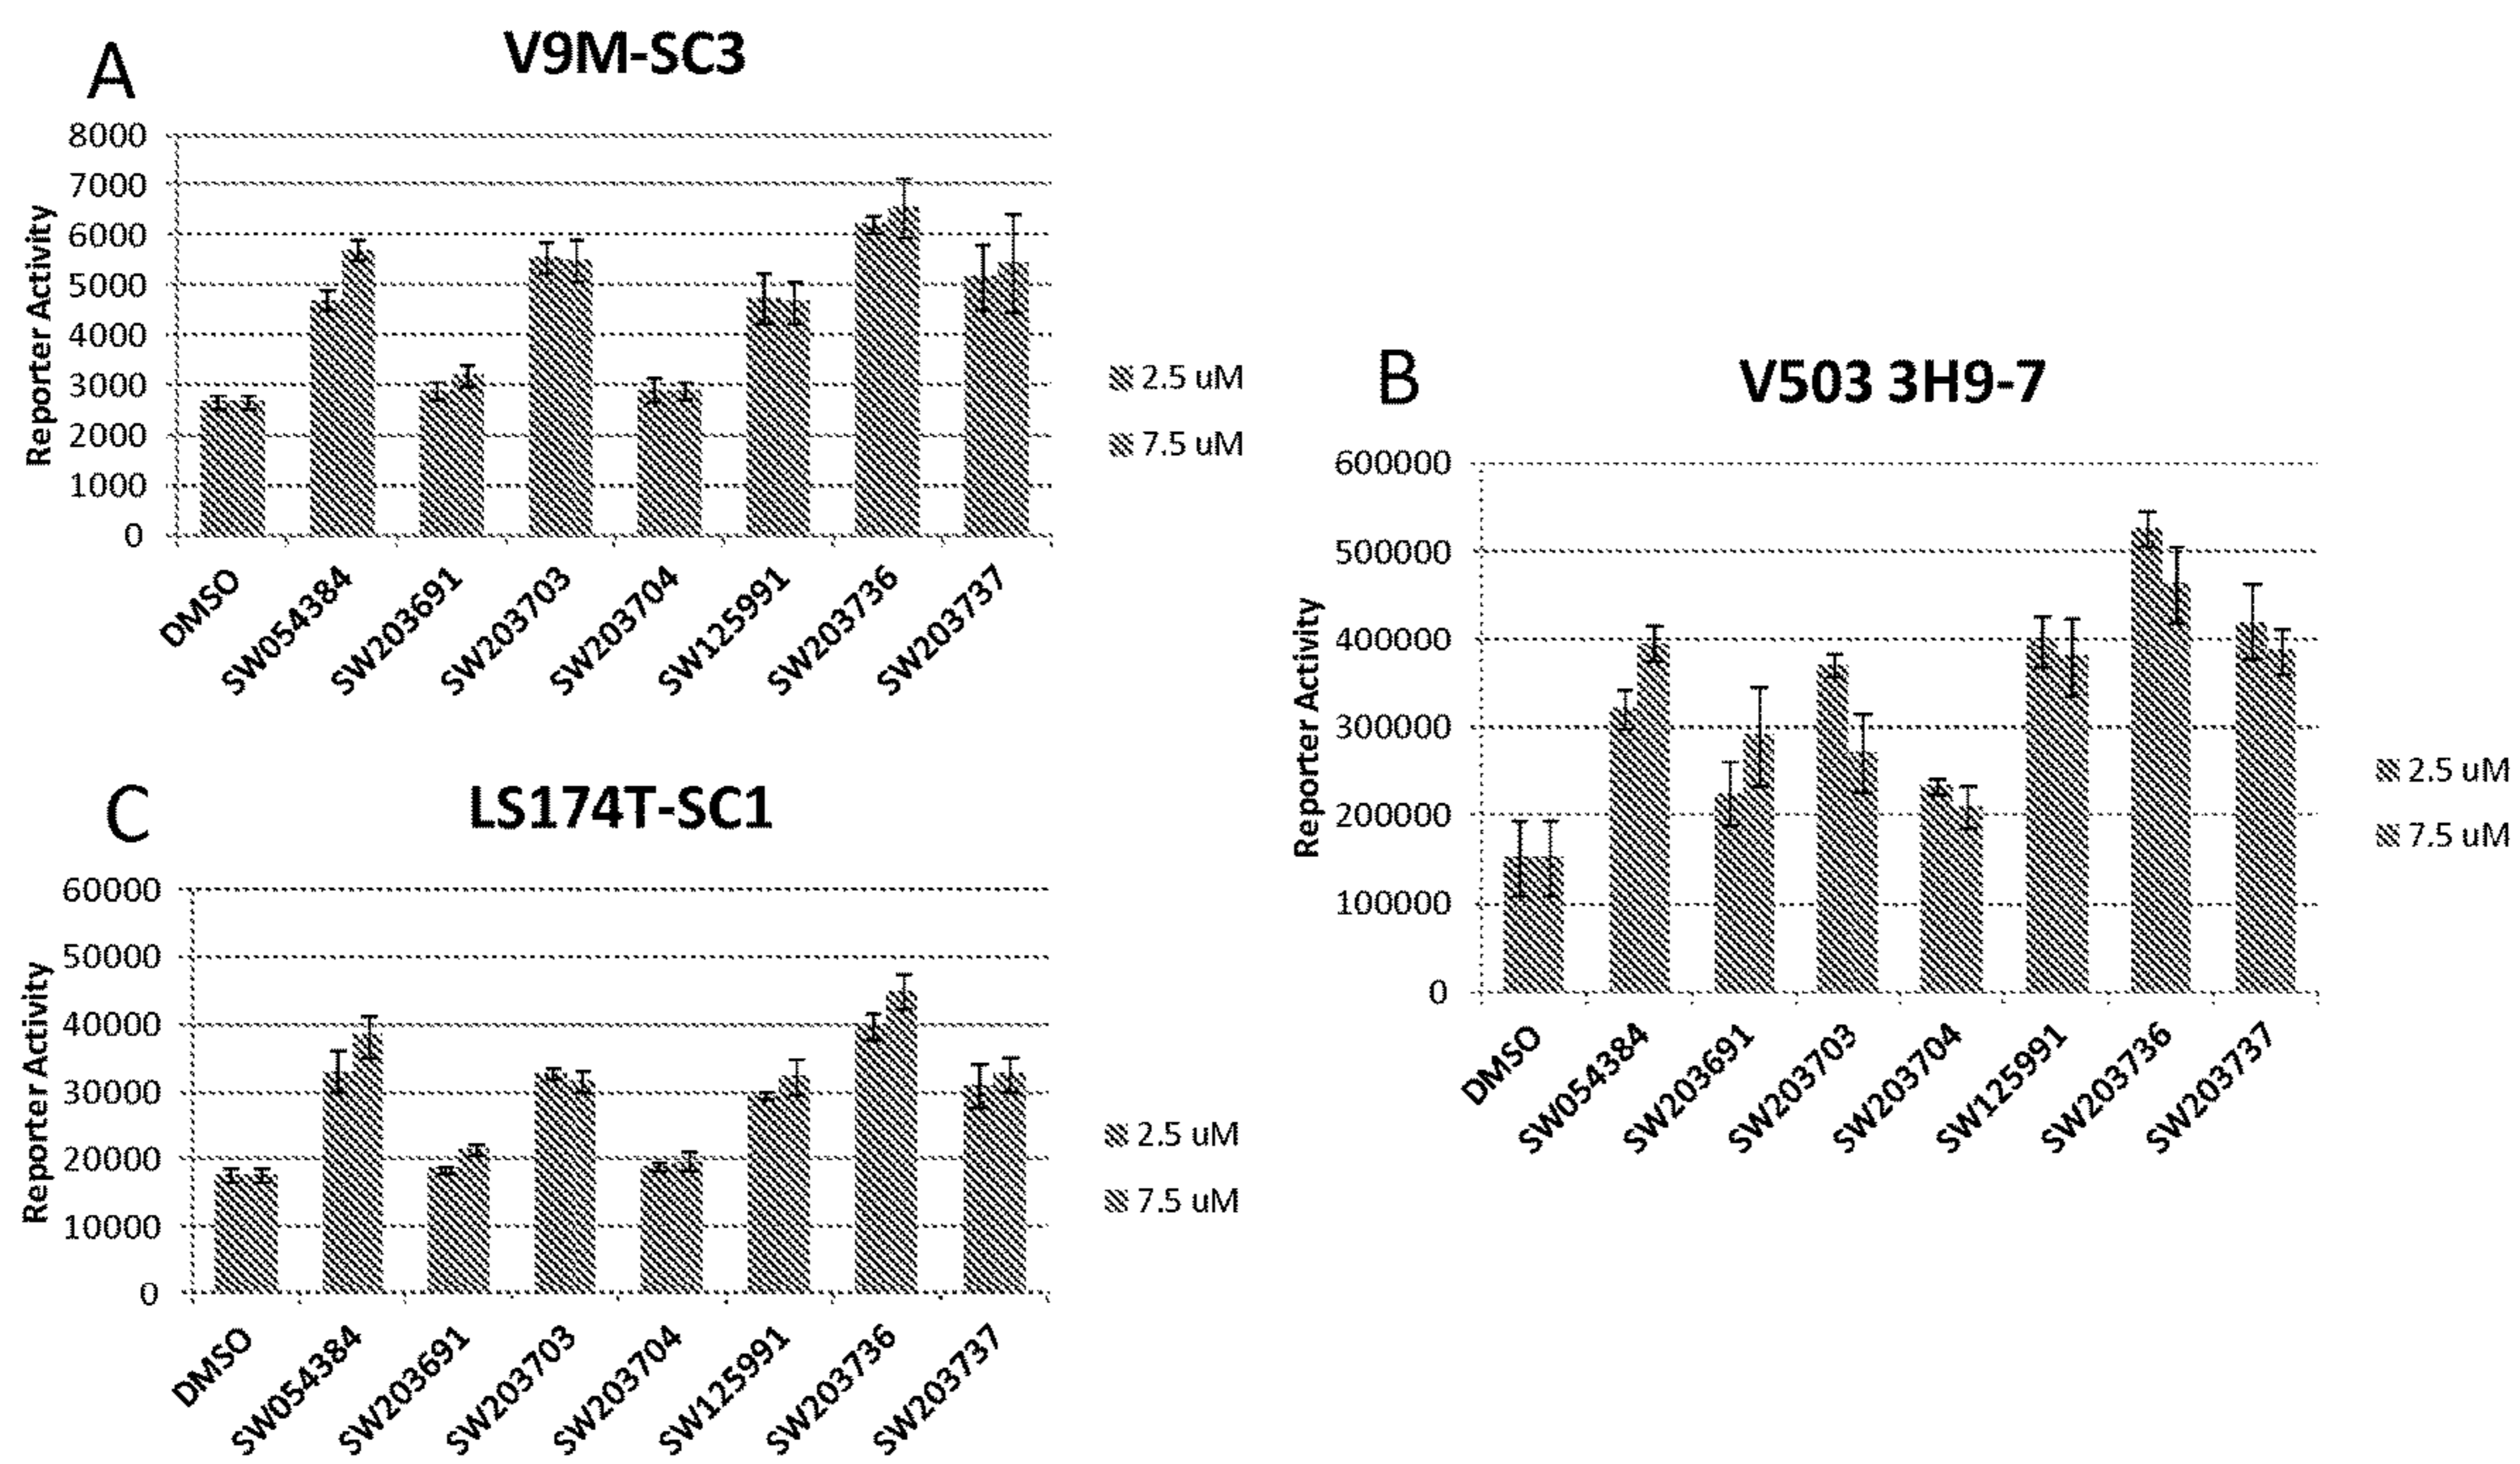 A
V9M-SC3
8000
7000
6000
5000
4000
3000
2000
1000
0
Reporter Activity
DMSO
SW054384
SW203691
SW203703
SW203704
SW125991
SW203736
SW203737
2.5 uM
7.5 uM
B
V503 3H9-7
600000
500000
400000
300000
200000
100000
0
Reporter Activity
DMSO
SW054384
SW203691
SW203703
SW203704
SW125991
SW203736
SW203737
2.5 uM
7.5 uM
C
LS174T-SC1
60000
50000
40000
30000
20000
10000
0
Reporter Activity
DMSO
SW054384
SW203691
SW203703
SW203704
SW125991
SW203736
SW203737
2.5 uM
7.5 uM